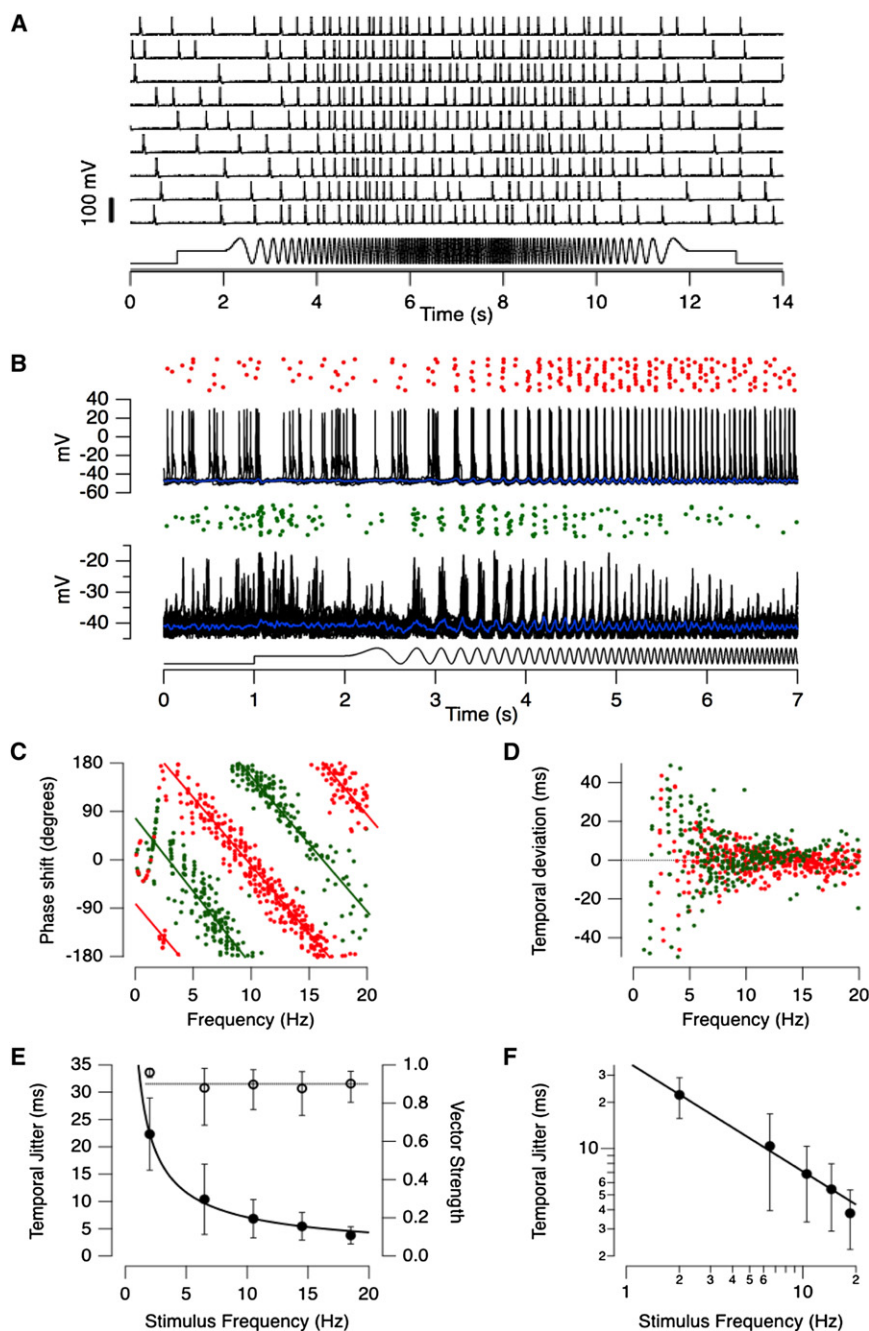 A
100 mV
0 2 4 6 8 10 12 14
Time (s)
B
40
20
0
-20
-40
-60
mV
-20
-30
-40
mV
0 1 2 3 4 5 6 7
Time (s)
C
180
90
0
-90
-180
Phase shift (degrees)
0 5 10 15 20
Frequency (Hz)
D
40
20
0
-20
-40
Temporal deviation (ms)
0 5 10 15 20
Frequency (Hz)
E
35
30
25
20
15
10
5
0
Temporal Jitter (ms)
1.0
0.8
0.6
0.4
0.2
0.0
Vector Strength
0 5 10 15 20
Stimulus Frequency (Hz)
F
3
2
10
6
5
4
3
2
Temporal Jitter (ms)
1 2 3 4 5 6 10 2
Stimulus Frequency (Hz)